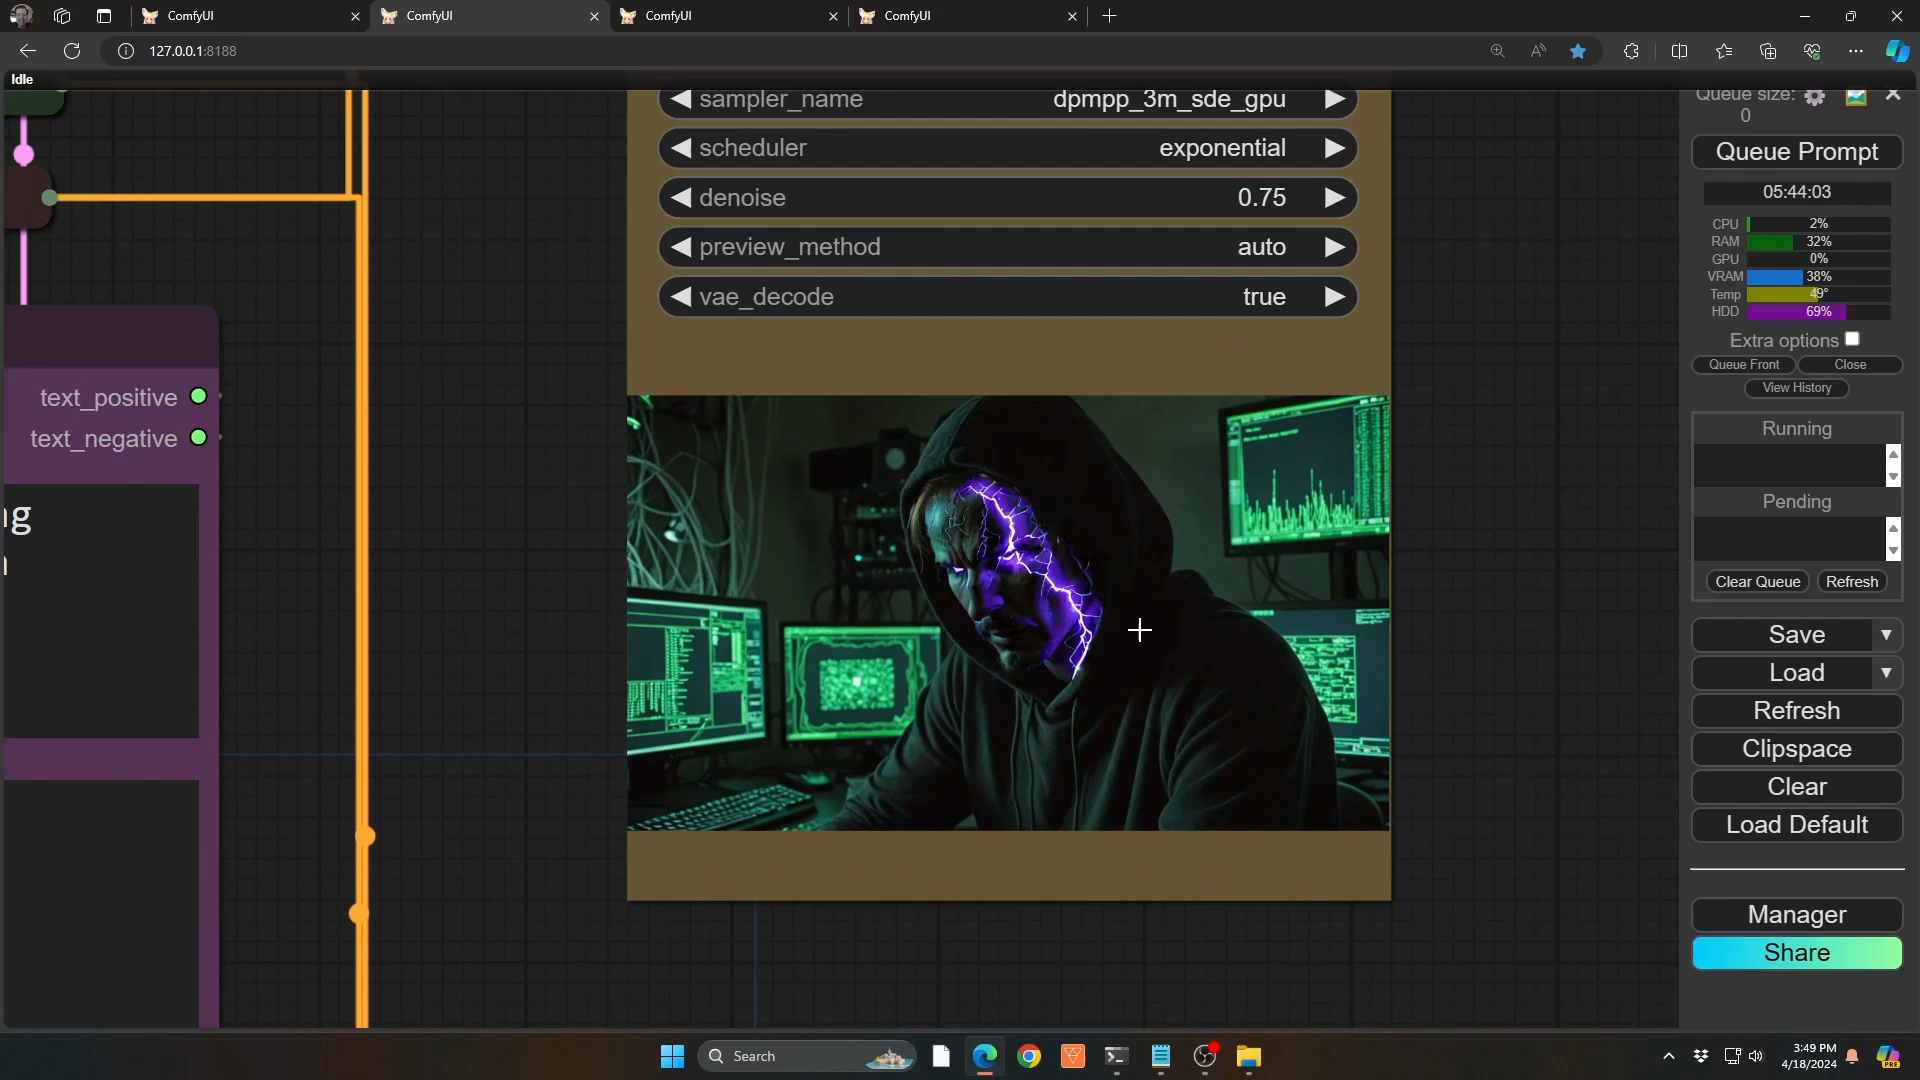 ComfyUI
ComfyUI
ComfyUI
ComfyUI
127.0.0.1:8188
Idle
sampler_name dpmpp_3m_sde_gpu
scheduler exponential
denoise 0.75
preview_method auto
vae_decode true
text_positive
text_negative
ng
n
Queue size:
0
Queue Prompt
05:44:03
CPU 2%
RAM 32%
GPU 0%
VRAM 38%
Temp 49°
HDD 69%
Extra options
Queue Front Close
View History
Running
Pending
Clear Queue Refresh
Save
Load
Refresh
Clipspace
Clear
Load Default
Manager
Share
Search
3:49 PM
4/18/2024
PRE